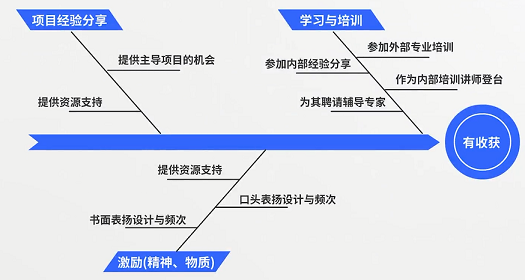 项目经验分享
学习与培训
提供主导项目的机会
提供资源支持
参加外部专业培训
参加内部经验分享
作为内部培训讲师登台
为其聘请辅导专家
有收获
提供资源支持
口头表扬设计与频次
书面表扬设计与频次
激励(精神、物质)